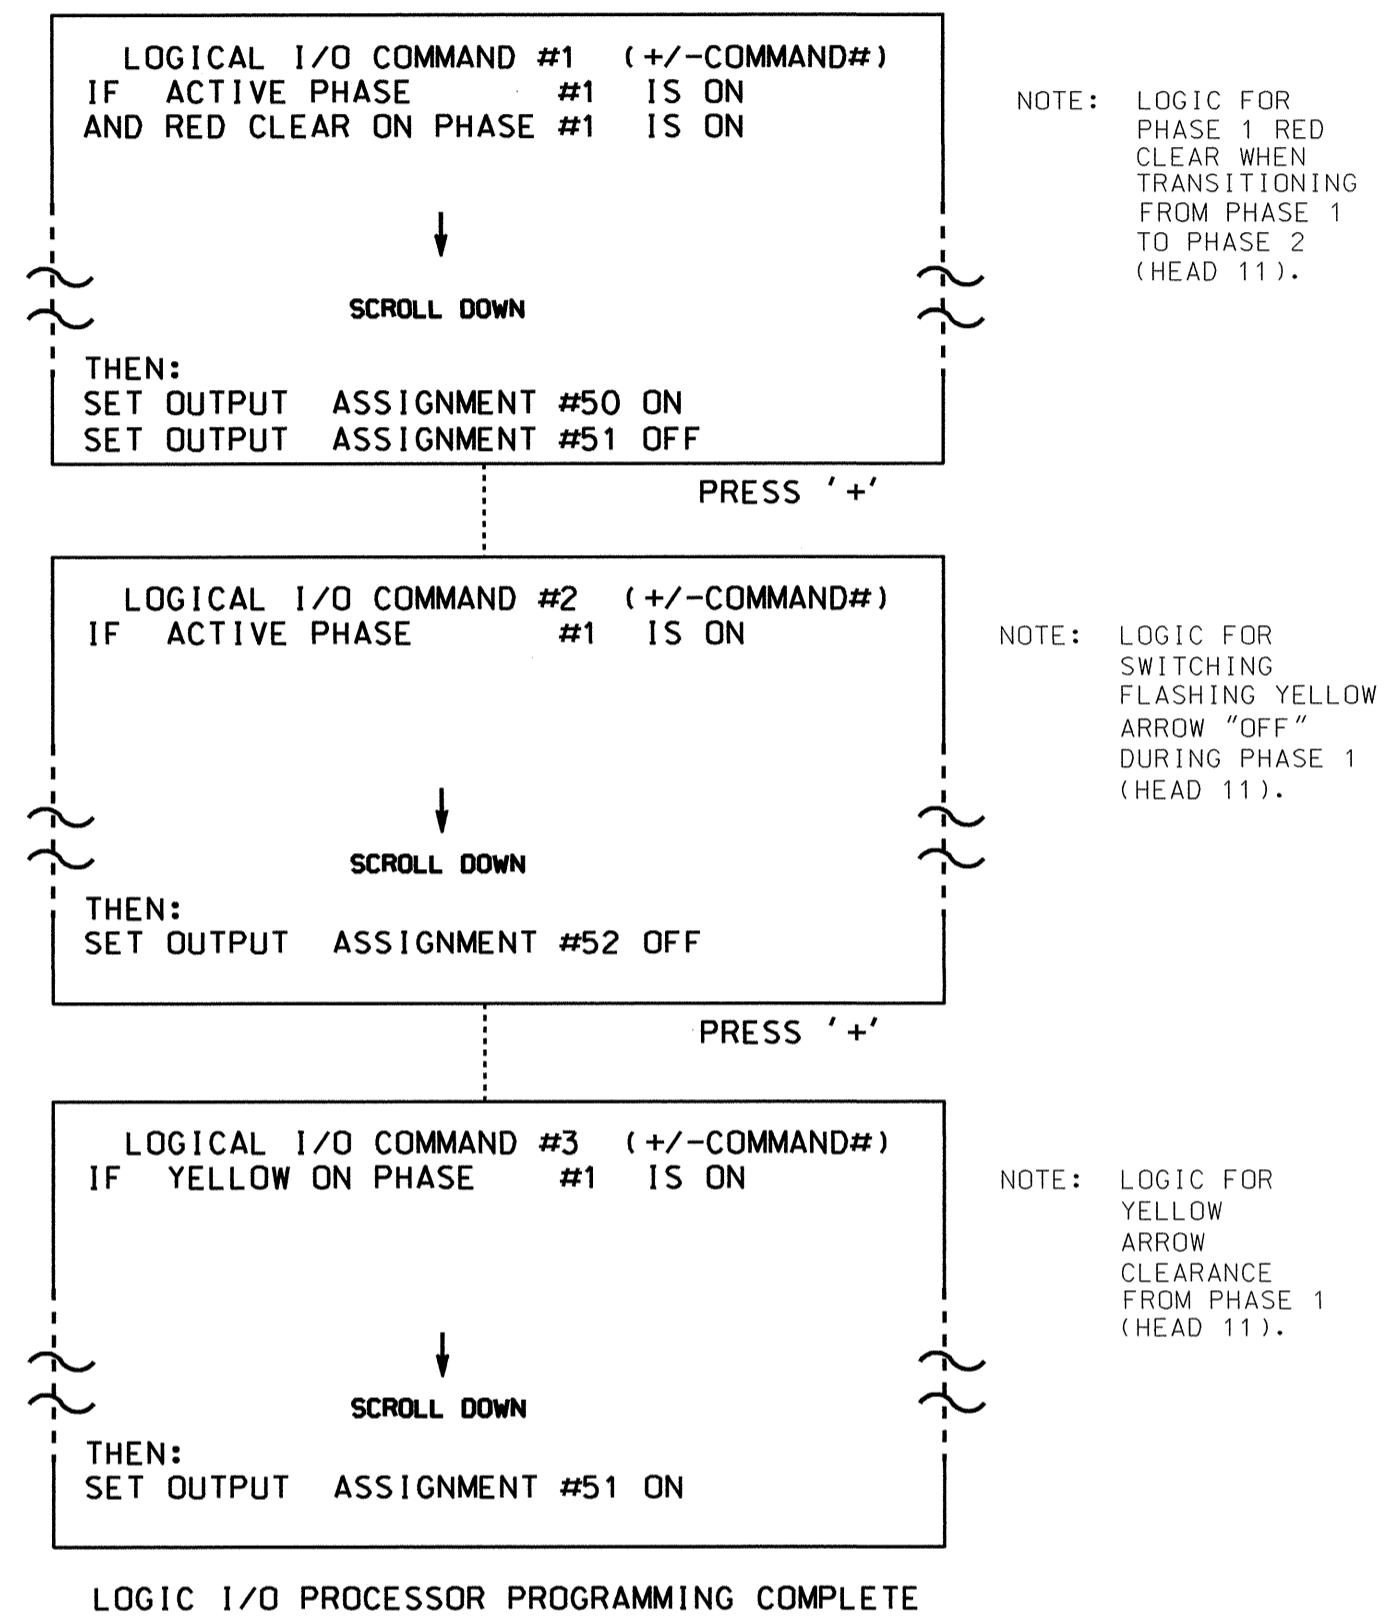 LOGICAL I/O COMMAND #1 (+/-COMMAND#)
IF ACTIVE PHASE #1 IS ON
AND RED CLEAR ON PHASE #1 IS ON
SCROLL DOWN
THEN:
SET OUTPUT ASSIGNMENT #50 ON
SET OUTPUT ASSIGNMENT #51 OFF
NOTE: LOGIC FOR
PHASE 1 RED
CLEAR WHEN
TRANSITIONING
FROM PHASE 1
TO PHASE 2
(HEAD 11).
PRESS '+'
LOGICAL I/O COMMAND #2 (+/-COMMAND#)
IF ACTIVE PHASE #1 IS ON
SCROLL DOWN
THEN:
SET OUTPUT ASSIGNMENT #52 OFF
NOTE: LOGIC FOR
SWITCHING
FLASHING YELLOW
ARROW "OFF"
DURING PHASE 1
(HEAD 11).
PRESS '+'
LOGICAL I/O COMMAND #3 (+/-COMMAND#)
IF YELLOW ON PHASE #1 IS ON
SCROLL DOWN
THEN:
SET OUTPUT ASSIGNMENT #51 ON
NOTE: LOGIC FOR
YELLOW
ARROW
CLEARANCE
FROM PHASE 1
(HEAD 11).
LOGIC I/O PROCESSOR PROGRAMMING COMPLETE